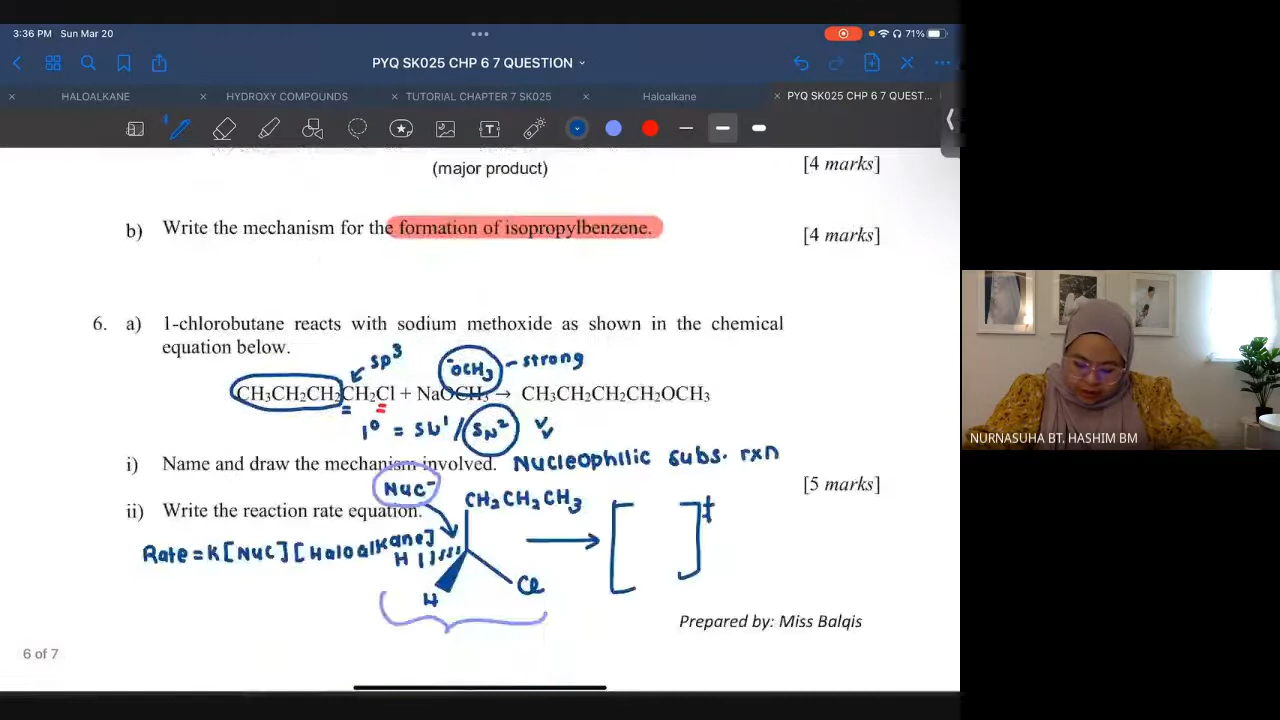 3:36 PM Sun Mar 20
71%
PYQ SK025 CHP 6 7 QUESTION
HALOALKANE
HYDROXY COMPOUNDS
TUTORIAL CHAPTER 7 SK025
Haloalkane
PYQ SK025 CHP 6 7 QUEST...
(major product)
[4 marks]
b) Write the mechanism for the formation of isopropylbenzene.
[4 marks]
6. a) 1-chlorobutane reacts with sodium methoxide as shown in the chemical
equation below.
sp³
⁻OCH₃ - strong
CH₃CH₂CH₂CH₂Cl + NaOCH₃ → CH₃CH₂CH₂CH₂OCH₃
1° = SN¹ / SN²
i) Name and draw the mechanism involved. Nucleophilic subs. rxn
[5 marks]
Nuc⁻
CH₂CH₂CH₃
ii) Write the reaction rate equation.
[ ]‡
Rate = K[Nuc][Haloalkane]
H
Cl
H
Prepared by: Miss Balqis
6 of 7
NURNASUHA BT. HASHIM BM